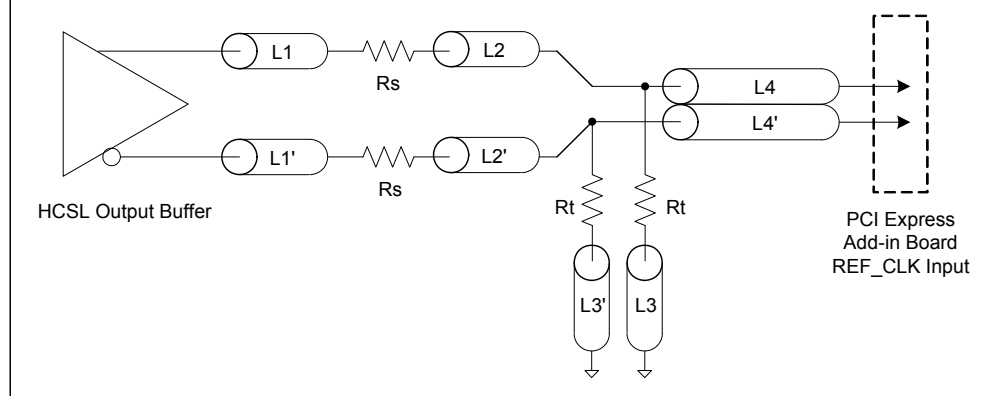 L1
Rs
L2
L4
L4'
L1'
Rs
L2'
HCSL Output Buffer
Rt
Rt
L3'
L3
PCI Express
Add-in Board
REF_CLK Input